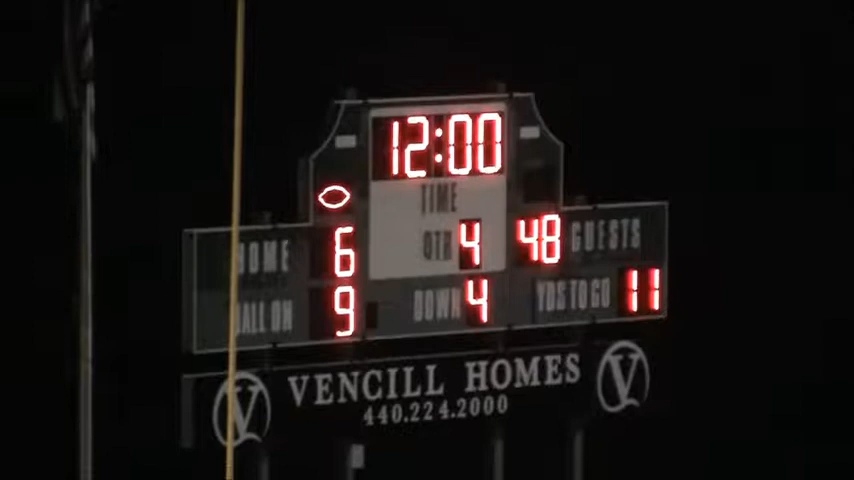 12:00
TIME
HOME 6 QTR 4 48 GUESTS
BALL ON 9 DOWN 4 YDS TO GO 11
V VENCILL HOMES V
440.224.2000